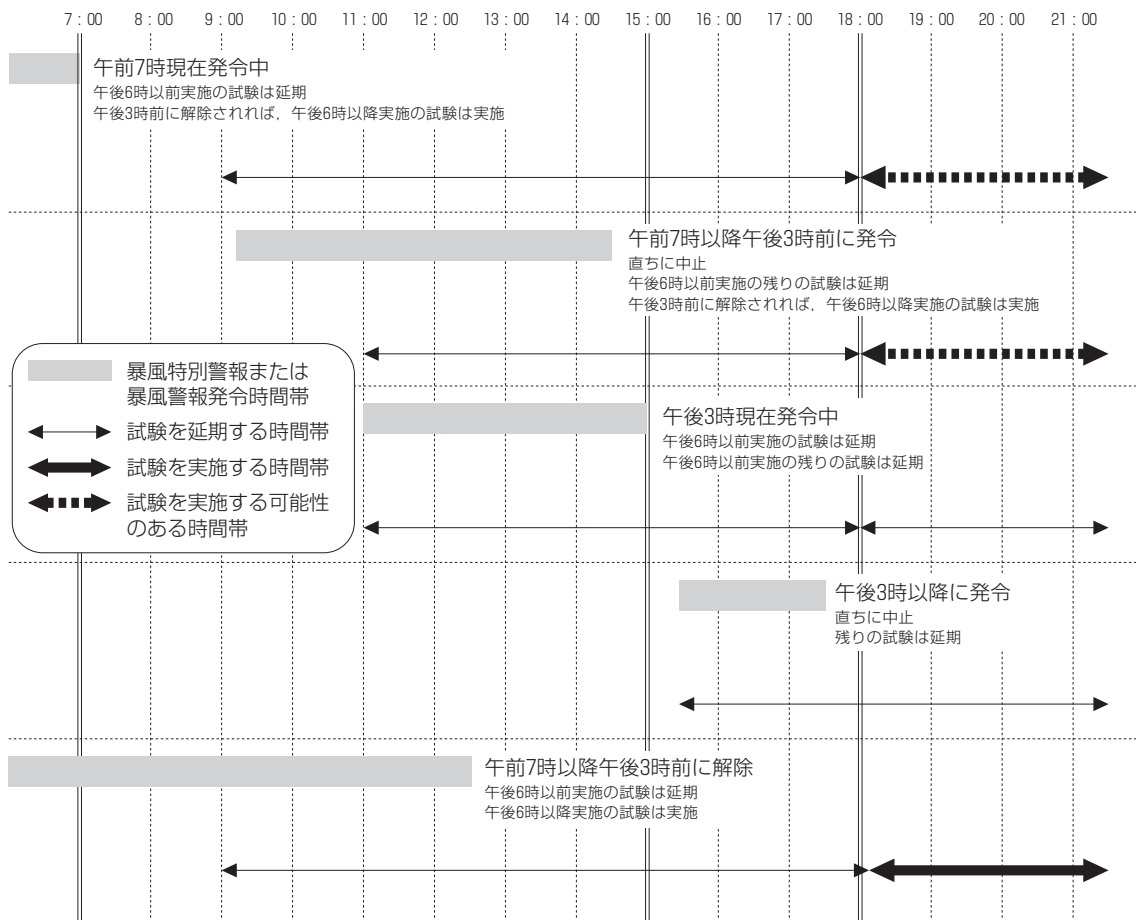 7：00 8：00 9：00 10：00 11：00 12：00 13：00 14：00 15：00 16：00 17：00 18：00 19：00 20：00 21：00
午前7時現在発令中
午後6時以前実施の試験は延期
午後3時前に解除されれば，午後6時以降実施の試験は実施
午前7時以降午後3時前に発令
直ちに中止
午後6時以前実施の残りの試験は延期
午後3時前に解除されれば，午後6時以降実施の試験は実施
暴風特別警報または
暴風警報発令時間帯
試験を延期する時間帯
試験を実施する時間帯
試験を実施する可能性
のある時間帯
午後3時現在発令中
午後6時以前実施の試験は延期
午後6時以前実施の残りの試験は延期
午後3時以降に発令
直ちに中止
残りの試験は延期
午前7時以降午後3時前に解除
午後6時以前実施の試験は延期
午後6時以降実施の試験は実施